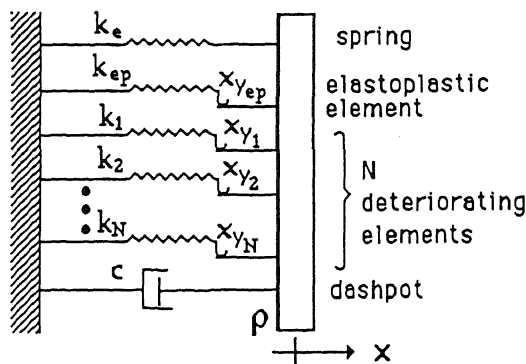 kₑ
spring
kₑₚ
x_yₑₚ
elastoplastic
element
k₁
x_y₁
k₂
x_y₂
N
deteriorating
elements
k_N
x_y_N
c
dashpot
ρ
x